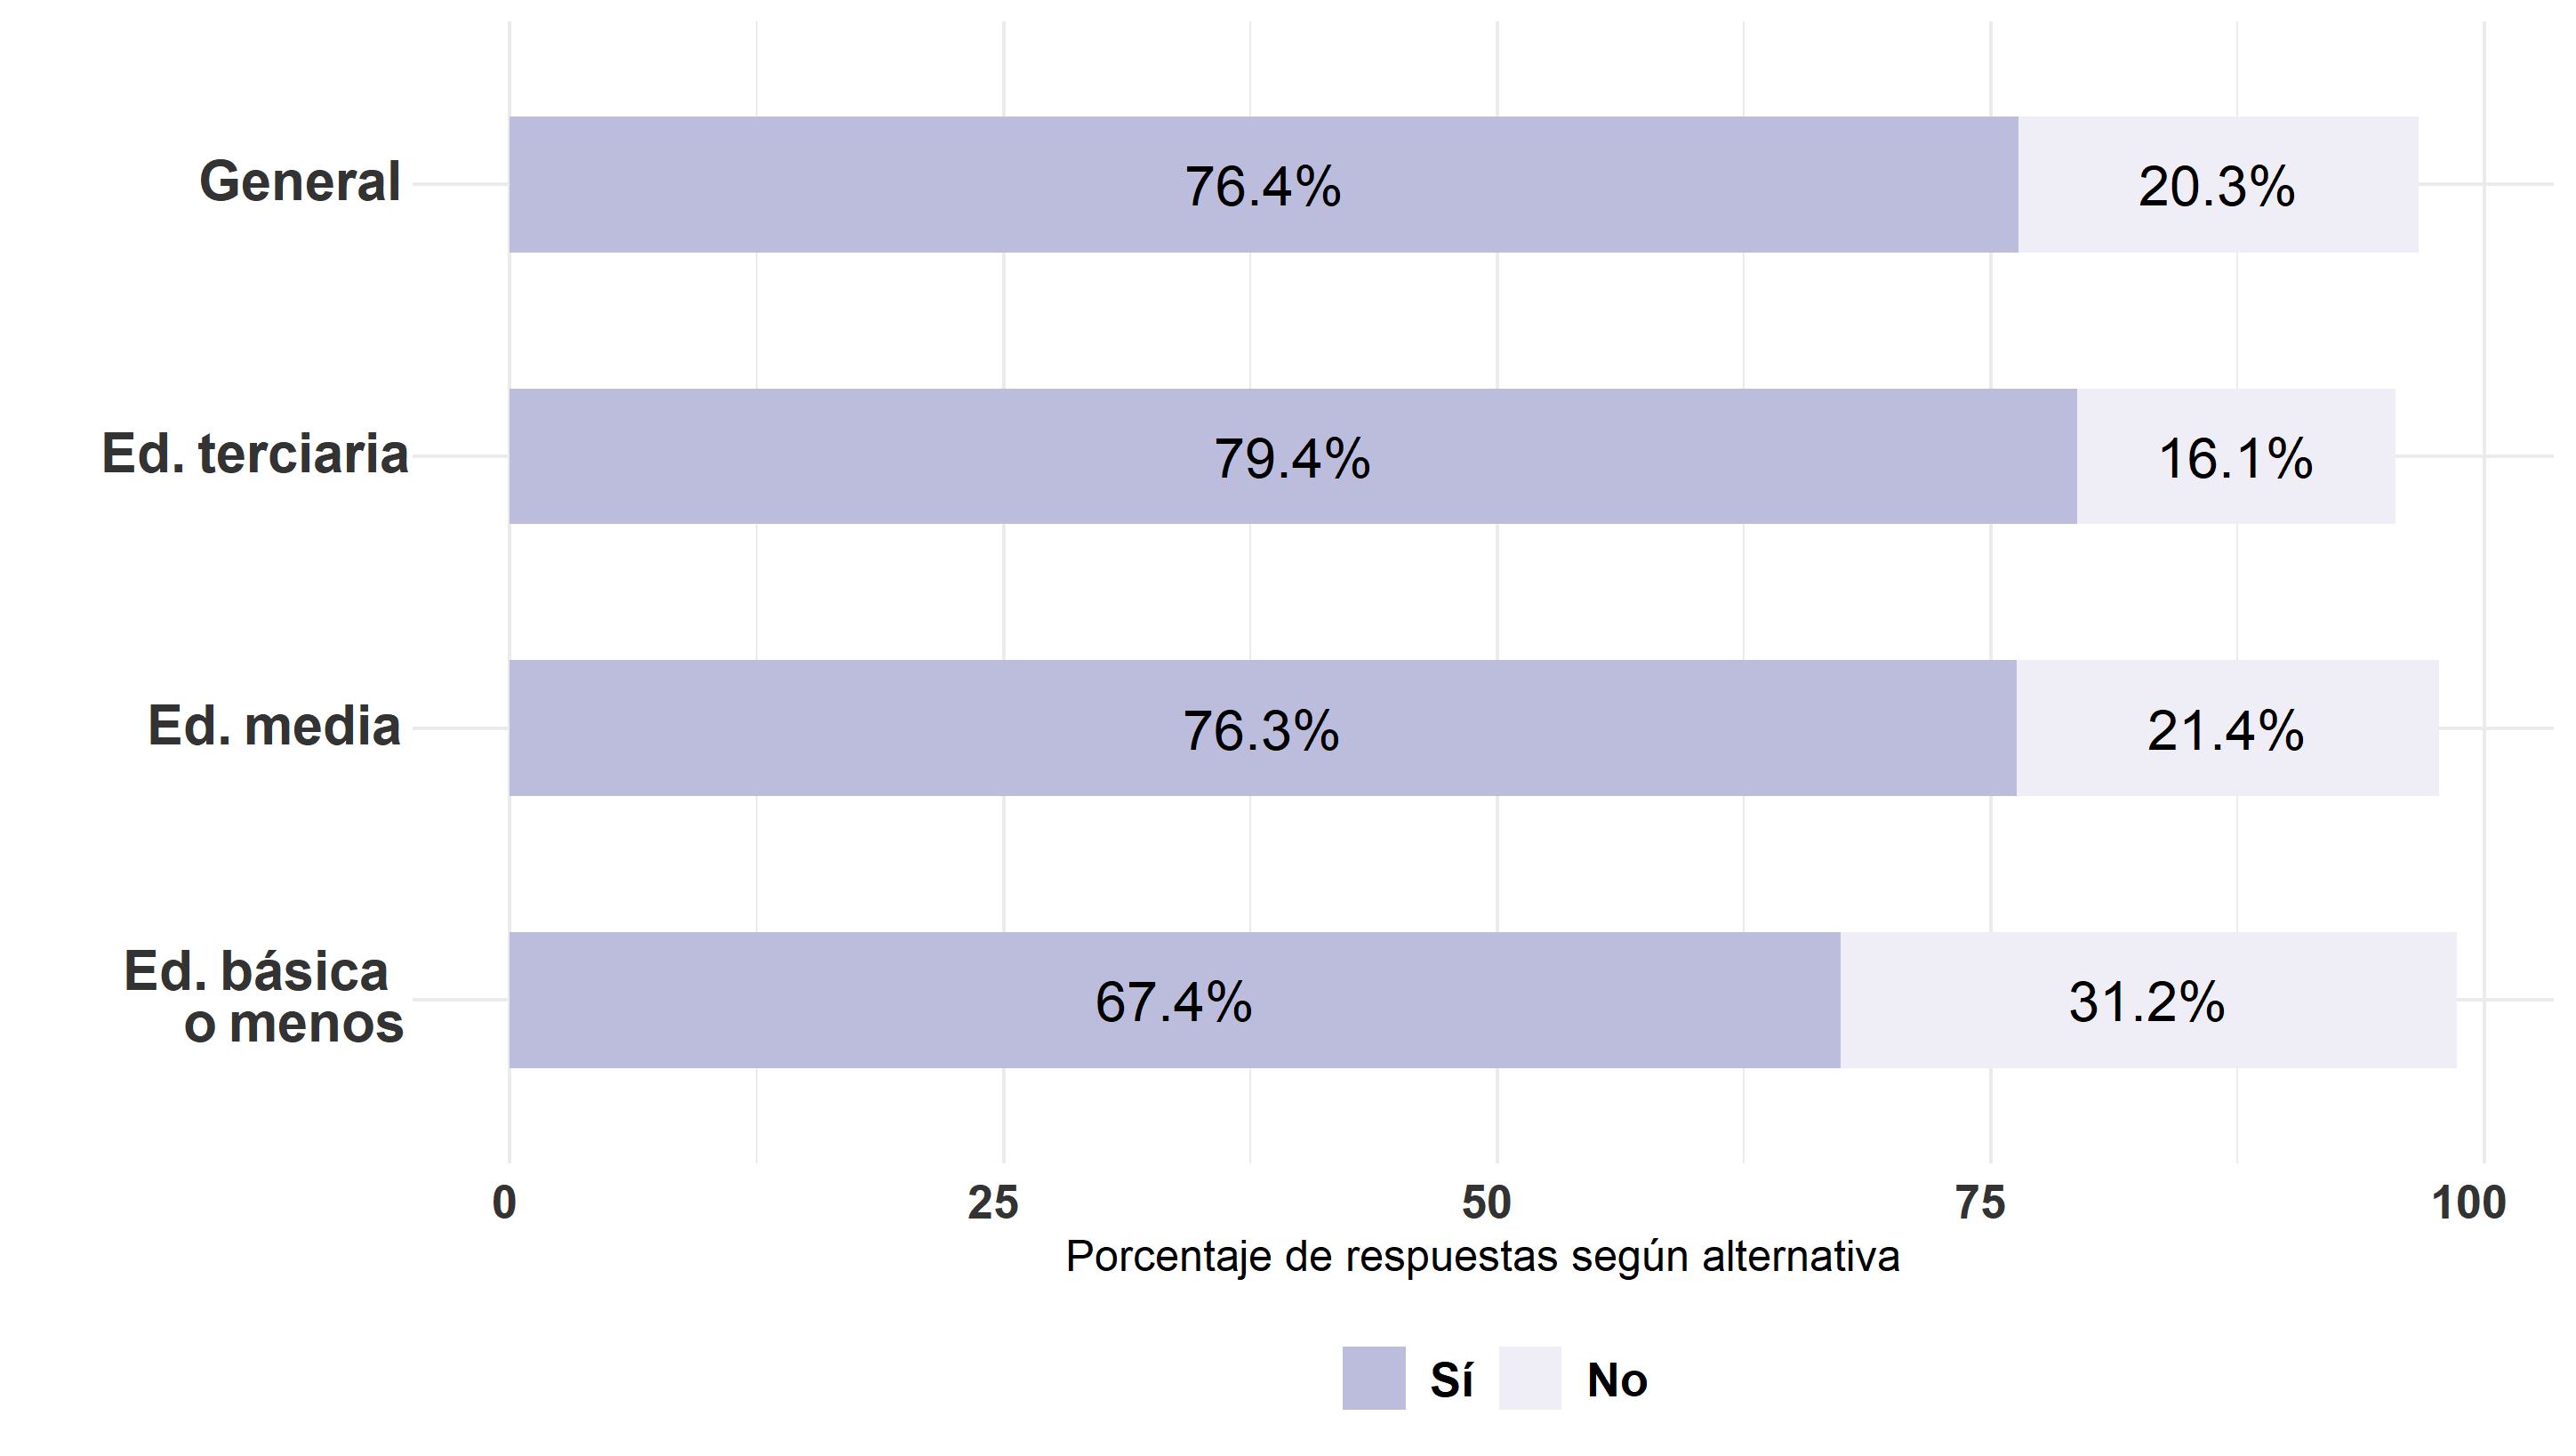 General
76.4%
20.3%
Ed. terciaria
79.4%
16.1%
Ed. media
76.3%
21.4%
Ed. básica
o menos
67.4%
31.2%
0
25
50
75
100
Porcentaje de respuestas según alternativa
Sí
No